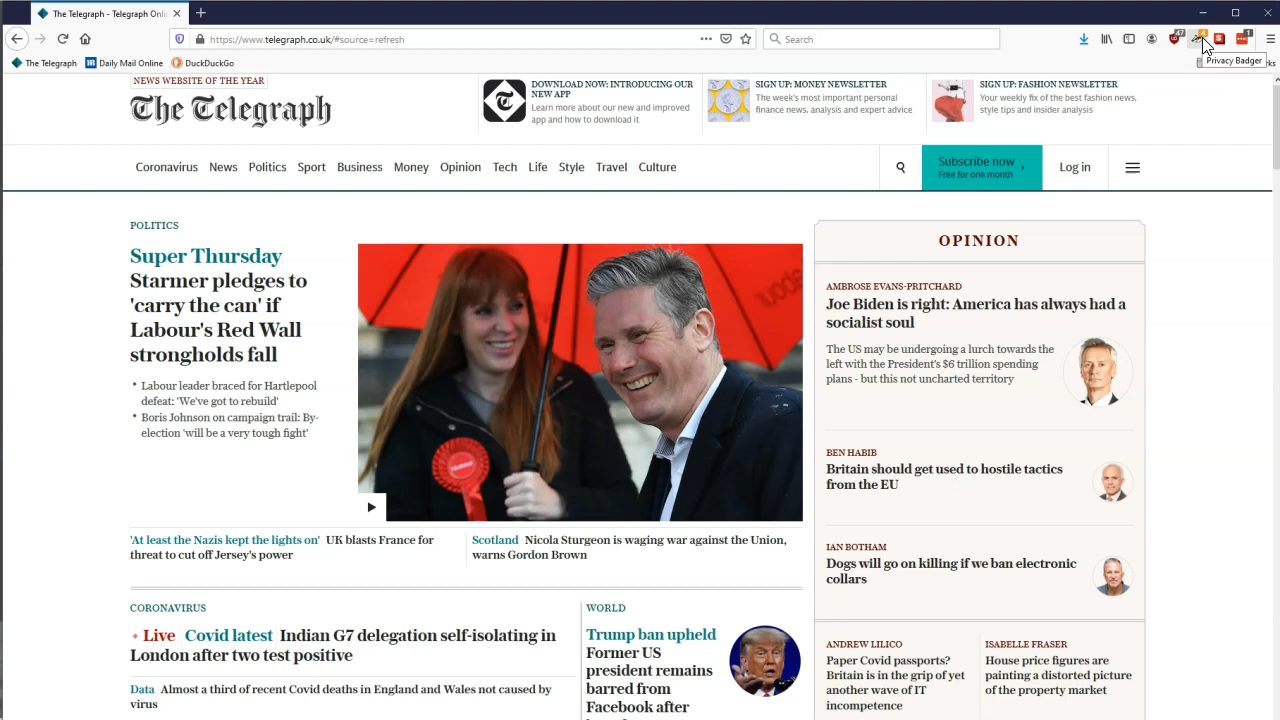 The Telegraph - Telegraph Onli
https://www.telegraph.co.uk/#source=refresh
Search
47
4
S
1
The Telegraph
Daily Mail Online
DuckDuckGo
Privacy Badger
ks
NEWS WEBSITE OF THE YEAR
The Telegraph
DOWNLOAD NOW: INTRODUCING OUR
NEW APP
Learn more about our new and improved
app and how to download it
SIGN UP: MONEY NEWSLETTER
The week's most important personal
finance news, analysis and expert advice
SIGN UP: FASHION NEWSLETTER
Your weekly fix of the best fashion news,
style tips and insider analysis
Coronavirus News Politics Sport Business Money Opinion Tech Life Style Travel Culture
Subscribe now
Free for one month
Log in
POLITICS
Super Thursday
Starmer pledges to
'carry the can' if
Labour's Red Wall
strongholds fall
• Labour leader braced for Hartlepool
defeat: 'We've got to rebuild'
• Boris Johnson on campaign trail: By-
election 'will be a very tough fight'
'At least the Nazis kept the lights on' UK blasts France for
threat to cut off Jersey's power
Scotland Nicola Sturgeon is waging war against the Union,
warns Gordon Brown
CORONAVIRUS
Live Covid latest Indian G7 delegation self-isolating in
London after two test positive
Data Almost a third of recent Covid deaths in England and Wales not caused by
virus
WORLD
Trump ban upheld
Former US
president remains
barred from
Facebook after
OPINION
AMBROSE EVANS-PRITCHARD
Joe Biden is right: America has always had a
socialist soul
The US may be undergoing a lurch towards the
left with the President's $6 trillion spending
plans - but this not uncharted territory
BEN HABIB
Britain should get used to hostile tactics
from the EU
IAN BOTHAM
Dogs will go on killing if we ban electronic
collars
ANDREW LILICO
Paper Covid passports?
Britain is in the grip of yet
another wave of IT
incompetence
ISABELLE FRASER
House price figures are
painting a distorted picture
of the property market